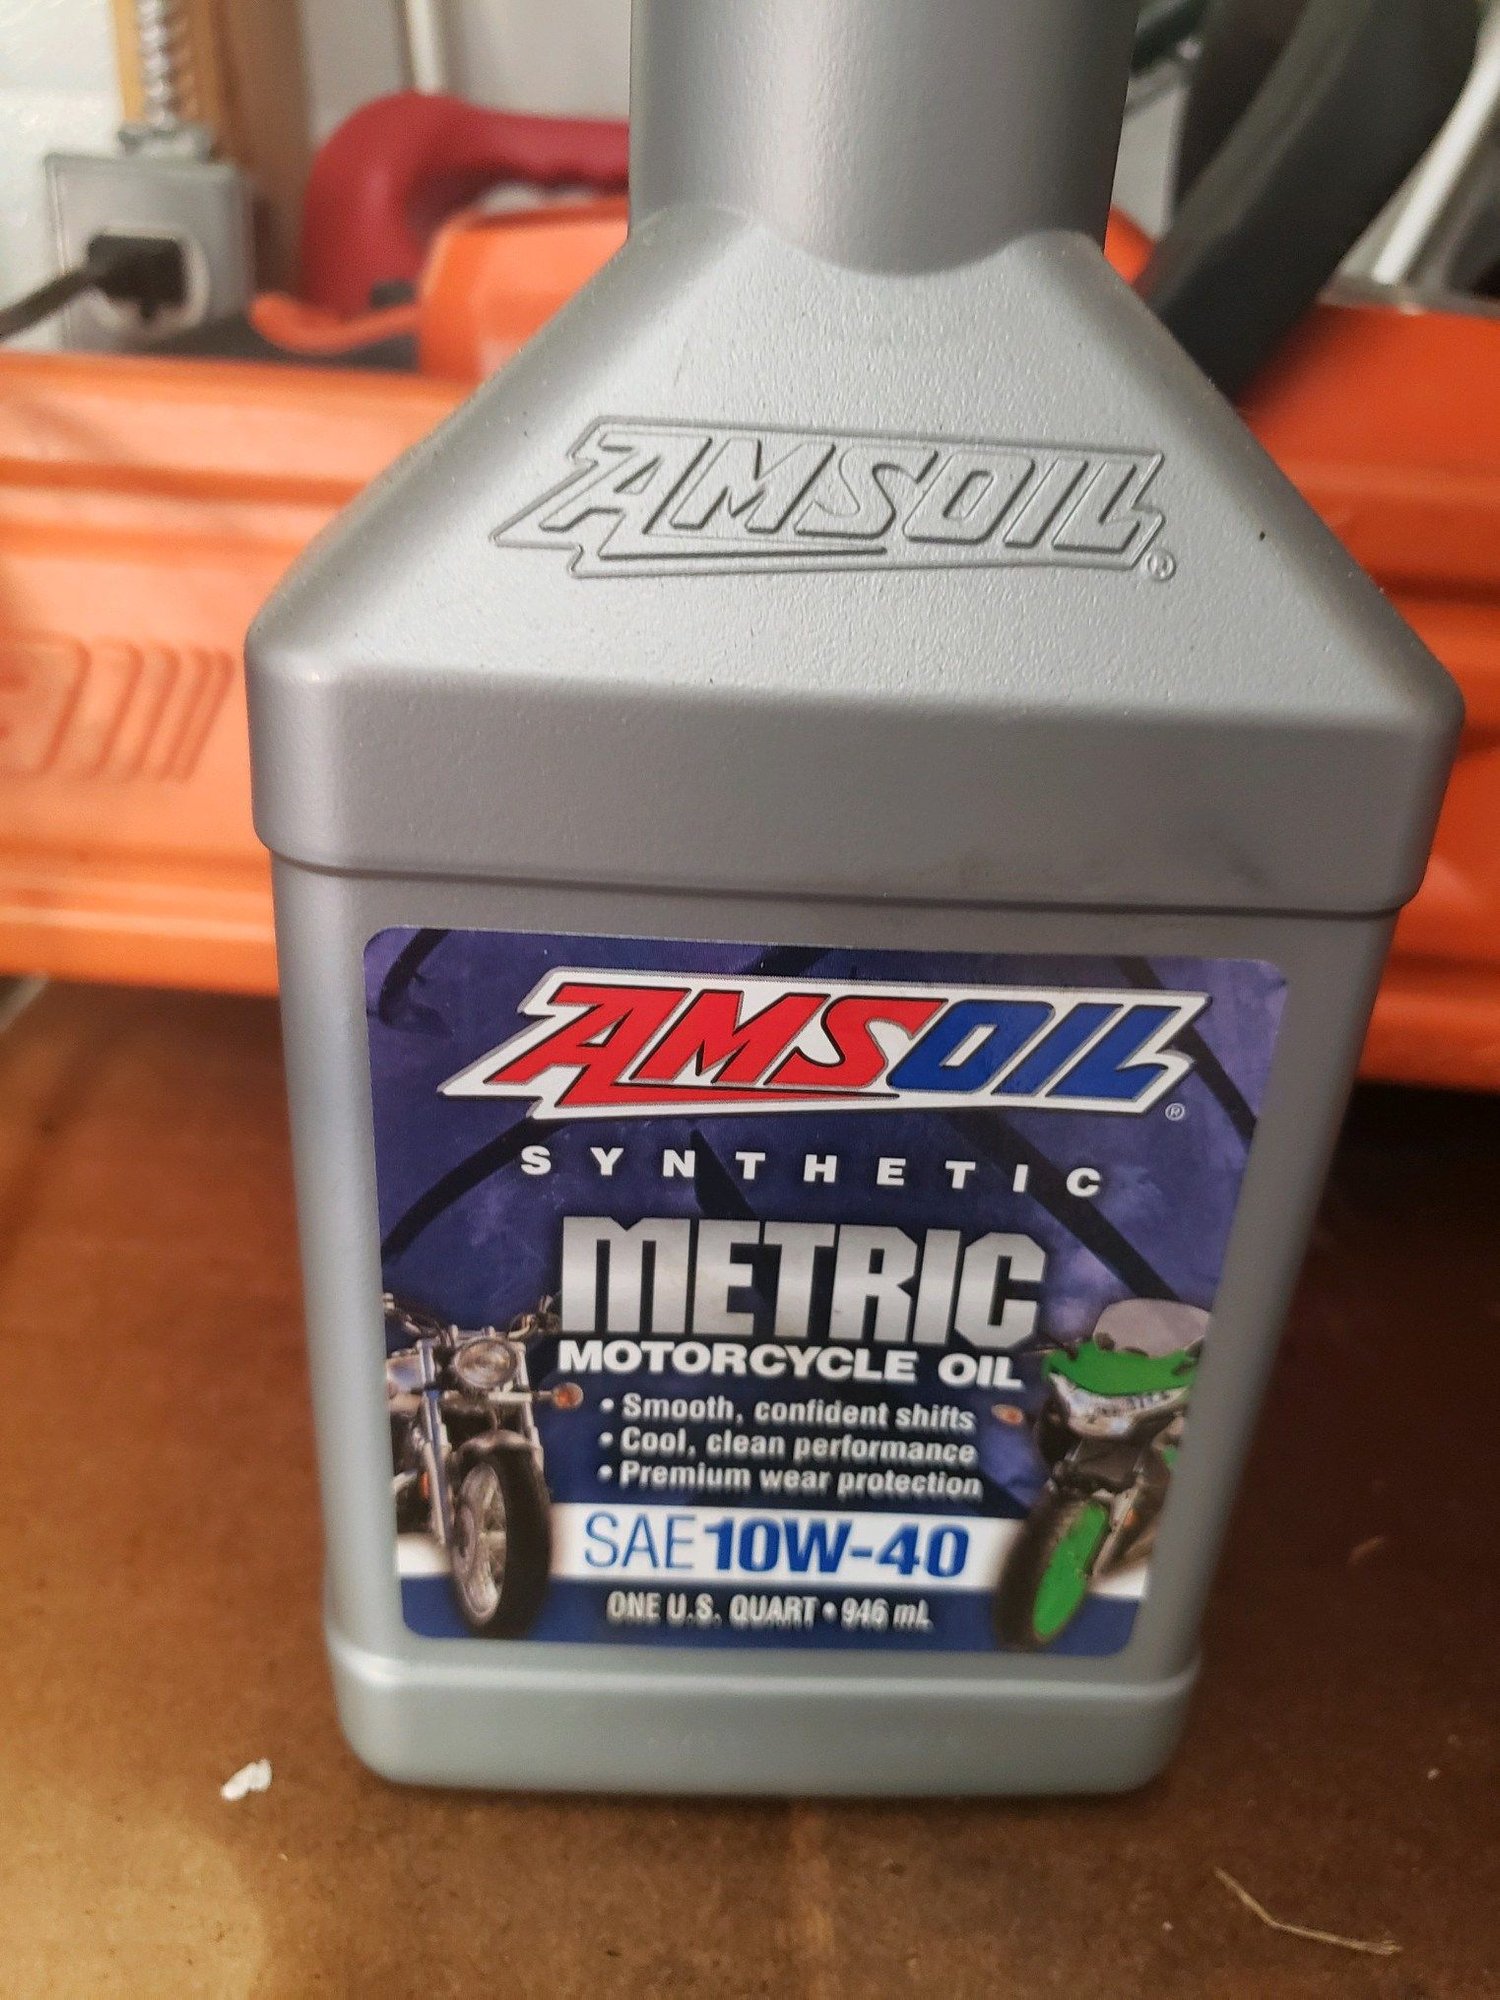 AMSOIL®
AMSOIL®
SYNTHETIC
METRIC
MOTORCYCLE OIL
• Smooth, confident shifts
• Cool, clean performance
• Premium wear protection
SAE 10W-40
ONE U.S. QUART • 946 mL